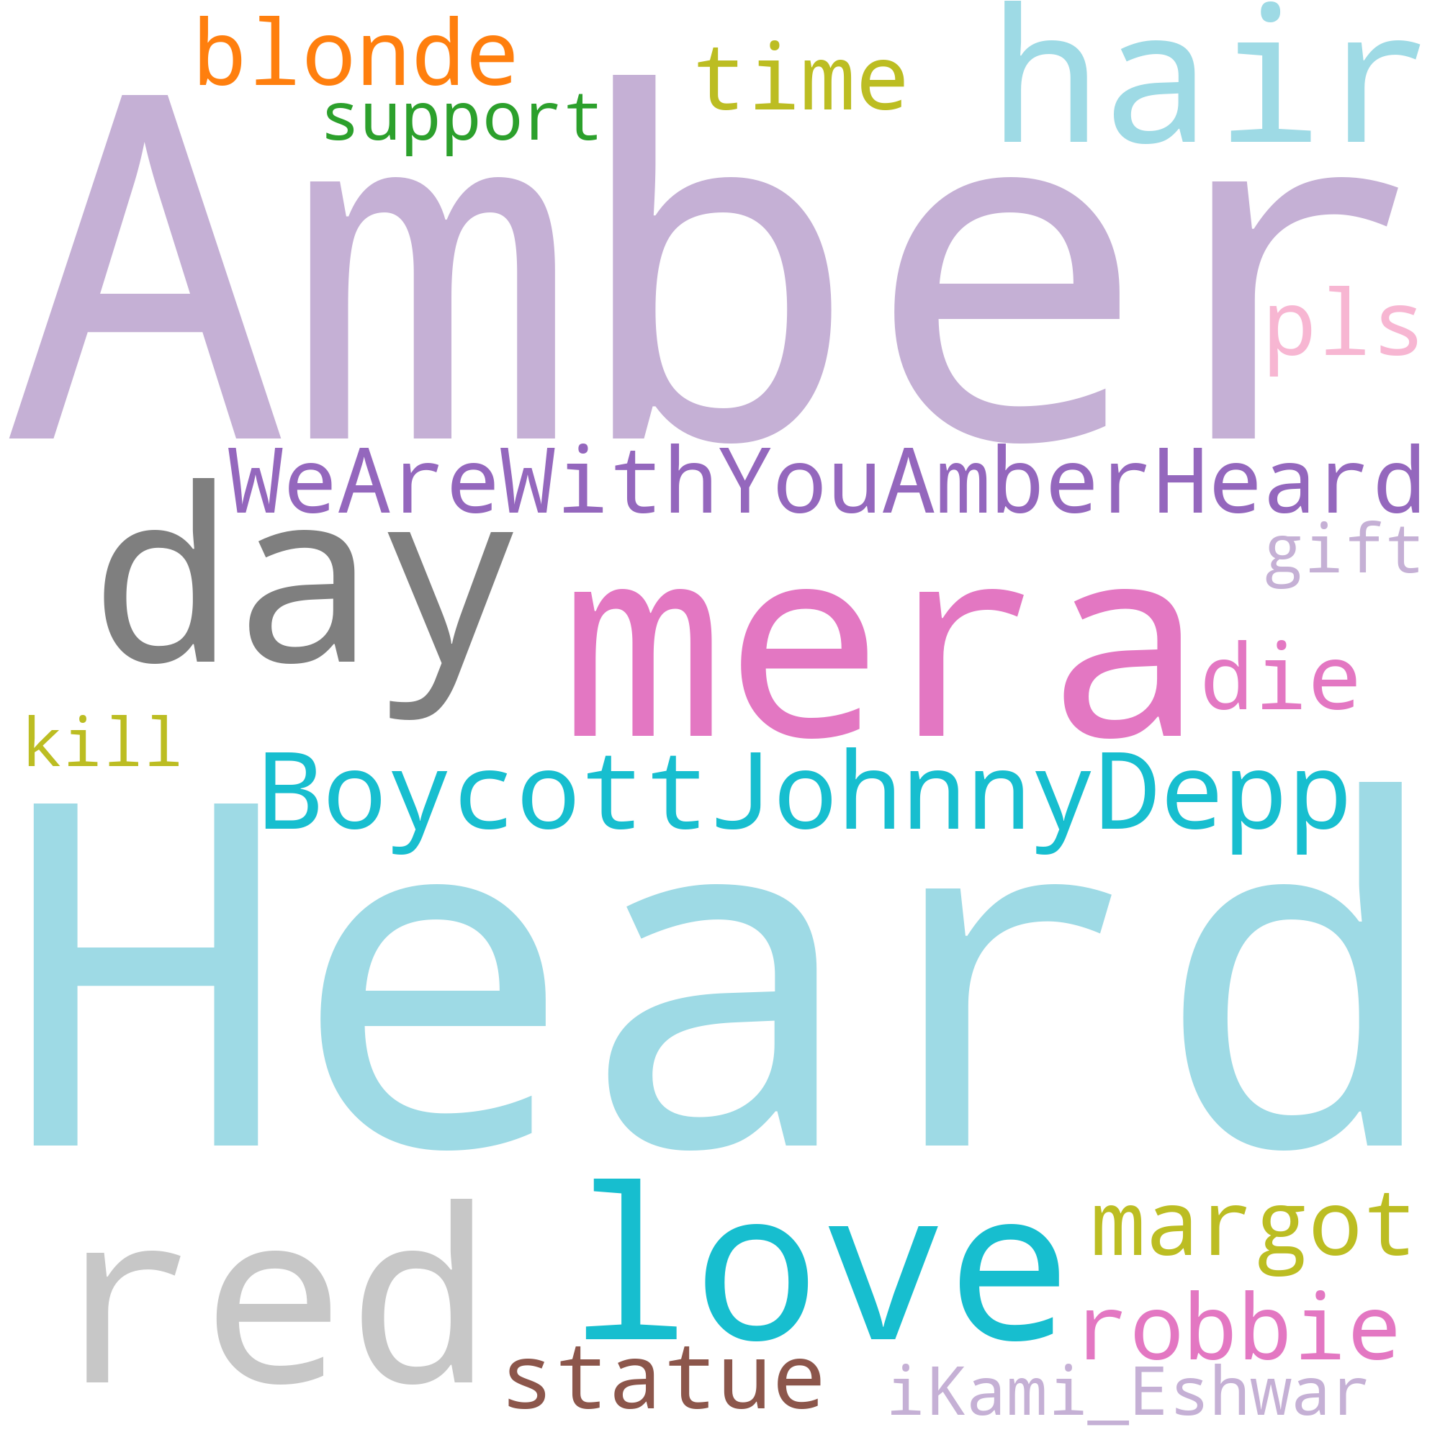 blonde
time
hair
support
Amber
pls
WeAreWithYouAmberHeard
day
gift
mera
die
kill
BoycottJohnnyDepp
Heard
red
love
margot
robbie
statue
iKami_Eshwar